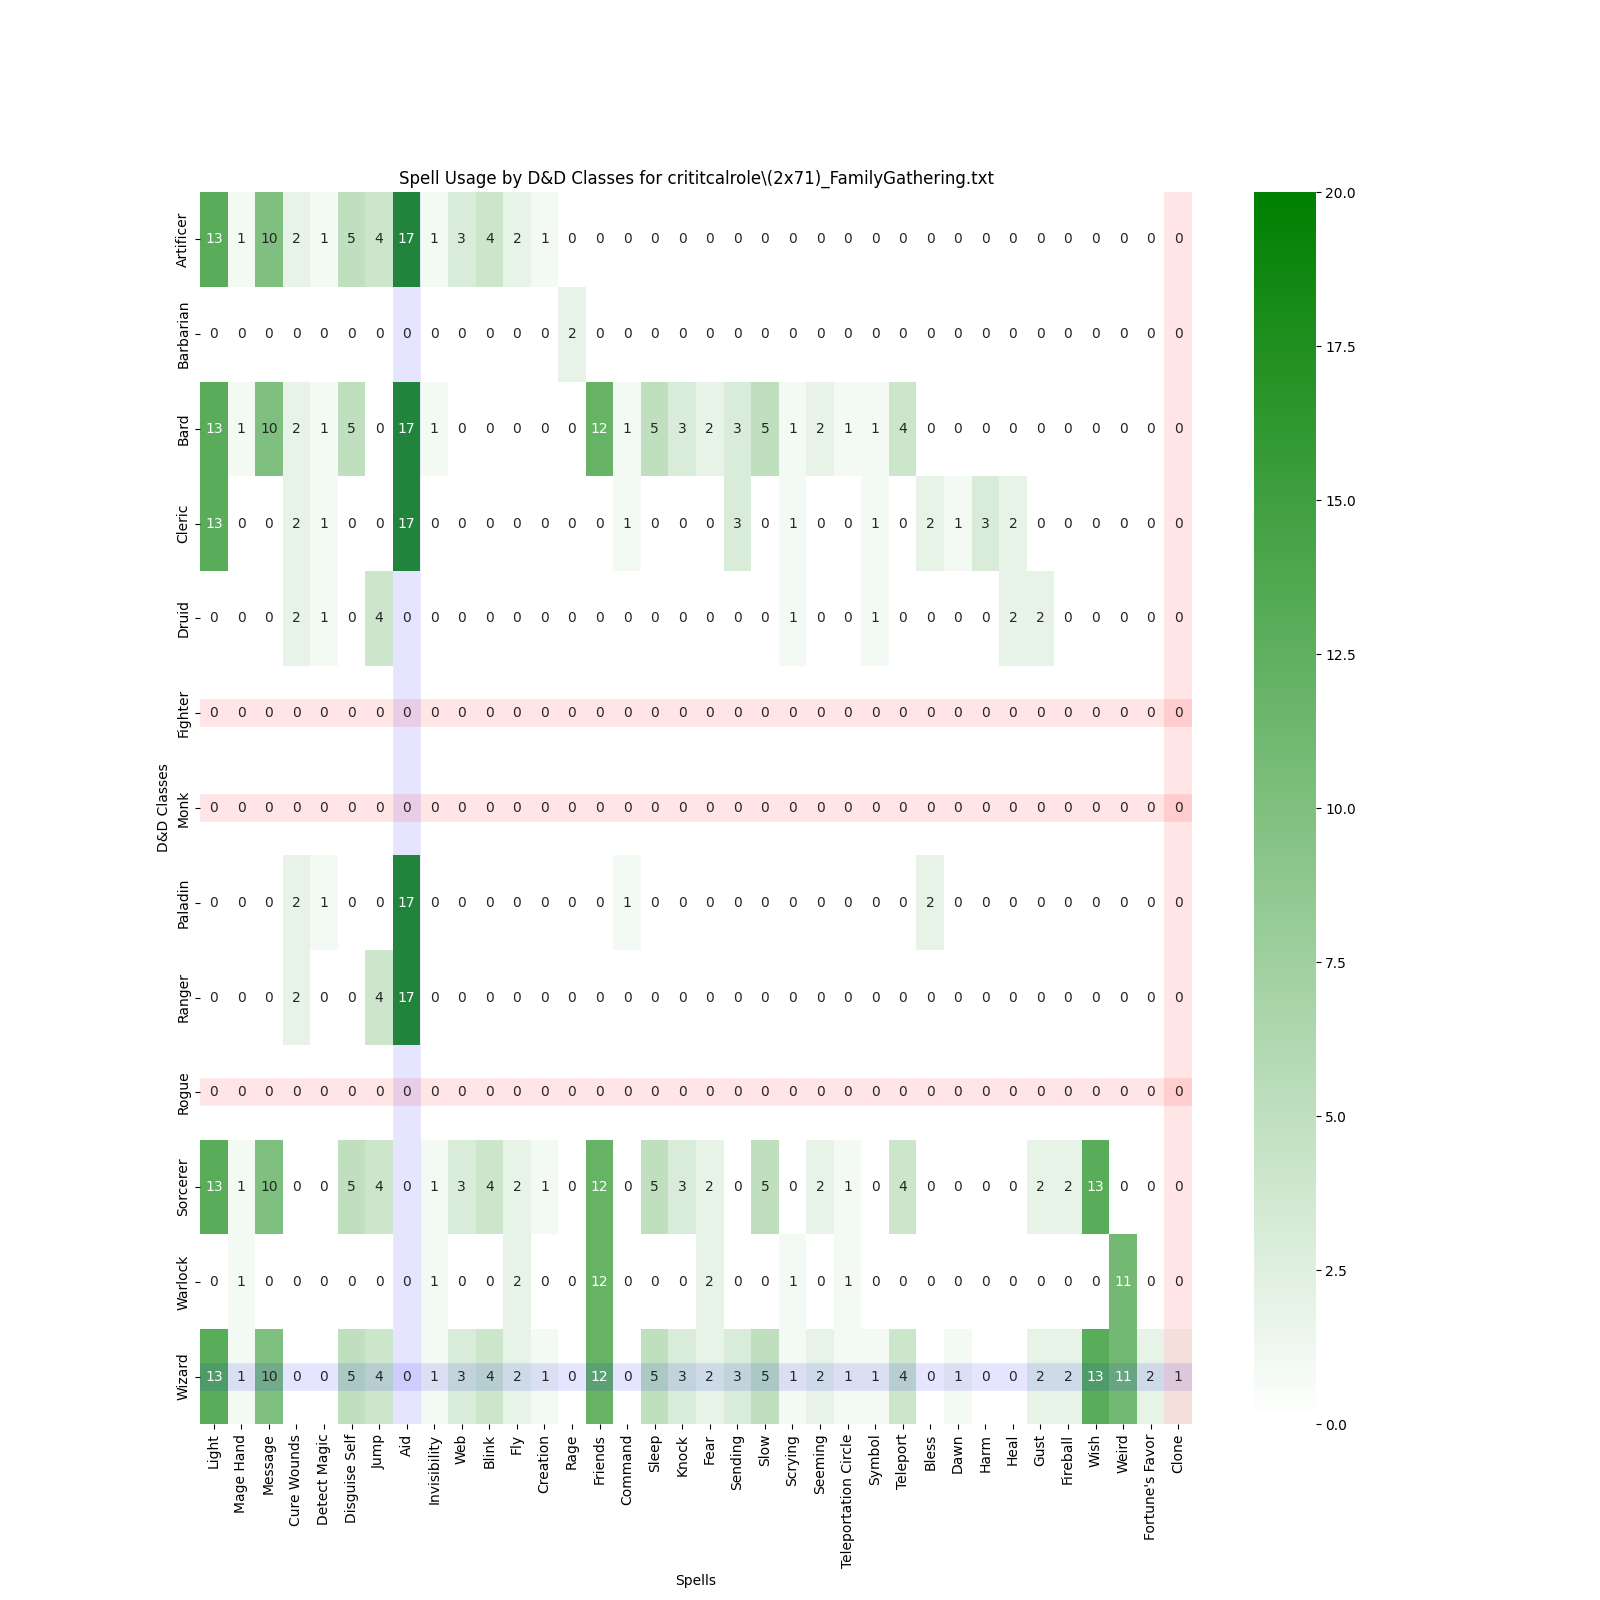 Spell Usage by D&D Classes for crititcalrole\(2x71)_FamilyGathering.txt
D&D Classes
Artificer 13 1 10 2 1 5 4 17 1 3 4 2 1 0 0 0 0 0 0 0 0 0 0 0 0 0 0 0 0 0 0 0 0 0 0 0
Barbarian 0 0 0 0 0 0 0 0 0 0 0 0 0 2 0 0 0 0 0 0 0 0 0 0 0 0 0 0 0 0 0 0 0 0 0 0
Bard 13 1 10 2 1 5 0 17 1 0 0 0 0 0 12 1 5 3 2 3 5 1 2 1 1 4 0 0 0 0 0 0 0 0 0 0
Cleric 13 0 0 2 1 0 0 17 0 0 0 0 0 0 0 1 0 0 0 3 0 1 0 0 1 0 2 1 3 2 0 0 0 0 0 0
Druid 0 0 0 2 1 0 4 0 0 0 0 0 0 0 0 0 0 0 0 0 0 1 0 0 1 0 0 0 0 2 2 0 0 0 0 0
Fighter 0 0 0 0 0 0 0 0 0 0 0 0 0 0 0 0 0 0 0 0 0 0 0 0 0 0 0 0 0 0 0 0 0 0 0 0
Monk 0 0 0 0 0 0 0 0 0 0 0 0 0 0 0 0 0 0 0 0 0 0 0 0 0 0 0 0 0 0 0 0 0 0 0 0
Paladin 0 0 0 2 1 0 0 17 0 0 0 0 0 0 0 1 0 0 0 0 0 0 0 0 0 0 2 0 0 0 0 0 0 0 0 0
Ranger 0 0 0 2 0 0 4 17 0 0 0 0 0 0 0 0 0 0 0 0 0 0 0 0 0 0 0 0 0 0 0 0 0 0 0 0
Rogue 0 0 0 0 0 0 0 0 0 0 0 0 0 0 0 0 0 0 0 0 0 0 0 0 0 0 0 0 0 0 0 0 0 0 0 0
Sorcerer 13 1 10 0 0 5 4 0 1 3 4 2 1 0 12 0 5 3 2 0 5 0 2 1 0 4 0 0 0 0 2 2 13 0 0 0
Warlock 0 1 0 0 0 0 0 0 1 0 0 2 0 0 12 0 0 0 2 0 0 1 0 1 0 0 0 0 0 0 0 0 0 11 0 0
Wizard 13 1 10 0 0 5 4 0 1 3 4 2 1 0 12 0 5 3 2 3 5 1 2 1 1 4 0 1 0 0 2 2 13 11 2 1
Light
Mage Hand
Message
Cure Wounds
Detect Magic
Disguise Self
Jump
Aid
Invisibility
Web
Blink
Fly
Creation
Rage
Friends
Command
Sleep
Knock
Fear
Sending
Slow
Scrying
Seeming
Teleportation Circle
Symbol
Teleport
Bless
Dawn
Harm
Heal
Gust
Fireball
Wish
Weird
Fortune's Favor
Clone
Spells
20.0
17.5
15.0
12.5
10.0
7.5
5.0
2.5
0.0